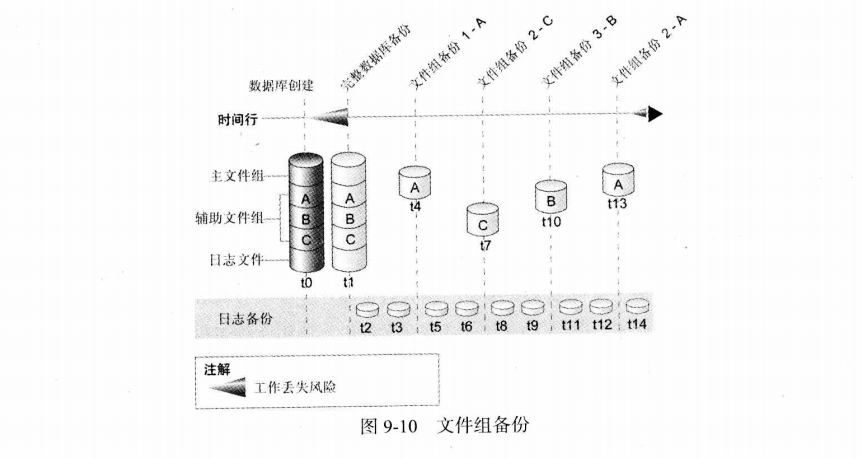 完整数据库备份
文件组备份 1-A
文件组备份 2-C
文件组备份 3-B
文件组备份 2-A
数据库创建
时间行
主文件组
辅助文件组
日志文件
A
B
C
t0
A
B
C
t1
A
t4
C
t7
B
t10
A
t13
日志备份
t2
t3
t5
t6
t8
t9
t11
t12
t14
注解
工作丢失风险
图 9-10 文件组备份